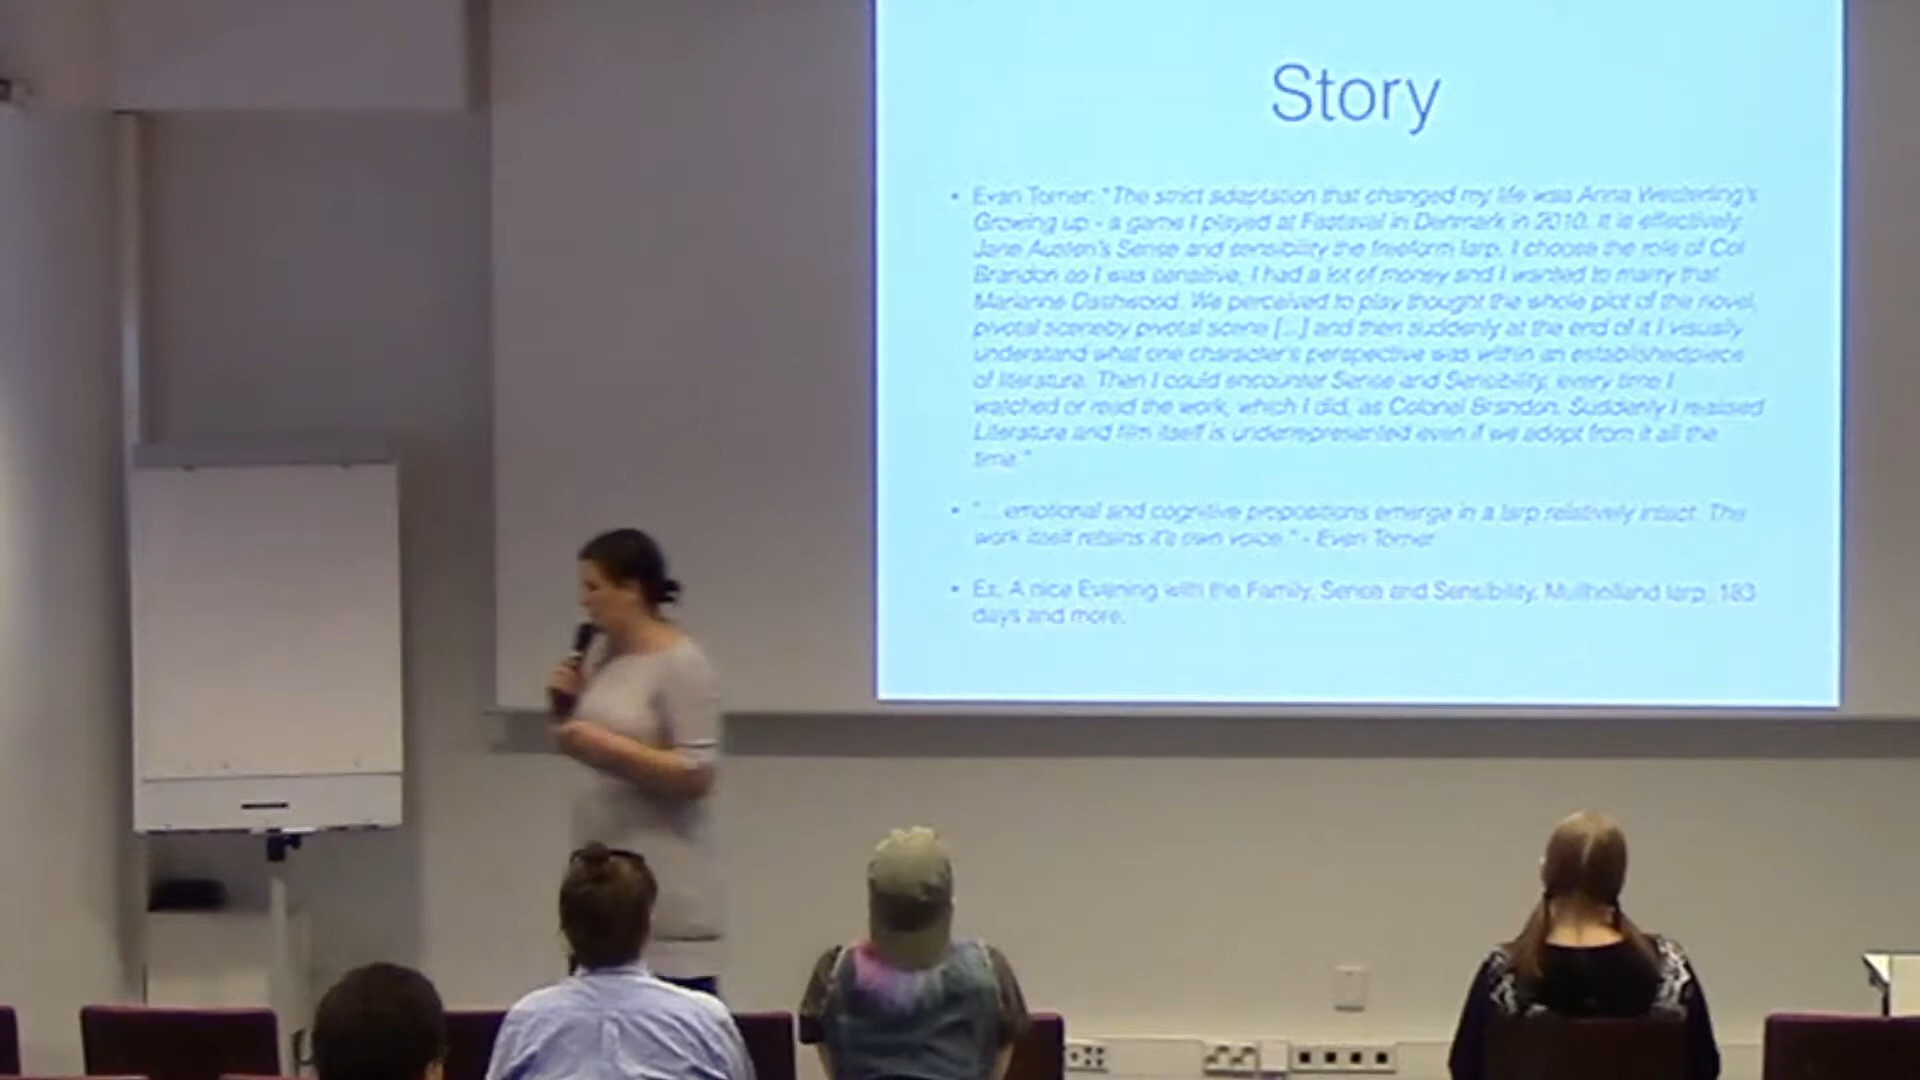 Story
• Evan Torner: "The strict adaptation that changed my life was Anna Westerling's
Growing up - a game I played at Fastaval in Denmark in 2010. It is effectively
Jane Austen's Sense and sensibility the freeform larp. I choose the role of Col
Brandon so I was sensitive, I had a lot of money and I wanted to marry that
Marianne Dashwood. We perceived to play thought the whole plot of the novel,
pivotal sceneby pivotal scene [...] and then suddenly at the end of it I visually
understand what one character's perspective was within an establishedpiece
of literature. Then I could encounter Sense and Sensibility, every time I
watched or read the work, which I did, as Colonel Brandon. Suddenly I realised
Literature and film itself is underrepresented even if we adopt from it all the
time."
• "... emotional and cognitive propositions emerge in a larp relatively intact. The
work itself retains it's own voice." - Evan Torner
• Ex. A nice Evening with the Family, Sense and Sensibility, Mullholland larp,
days and more.